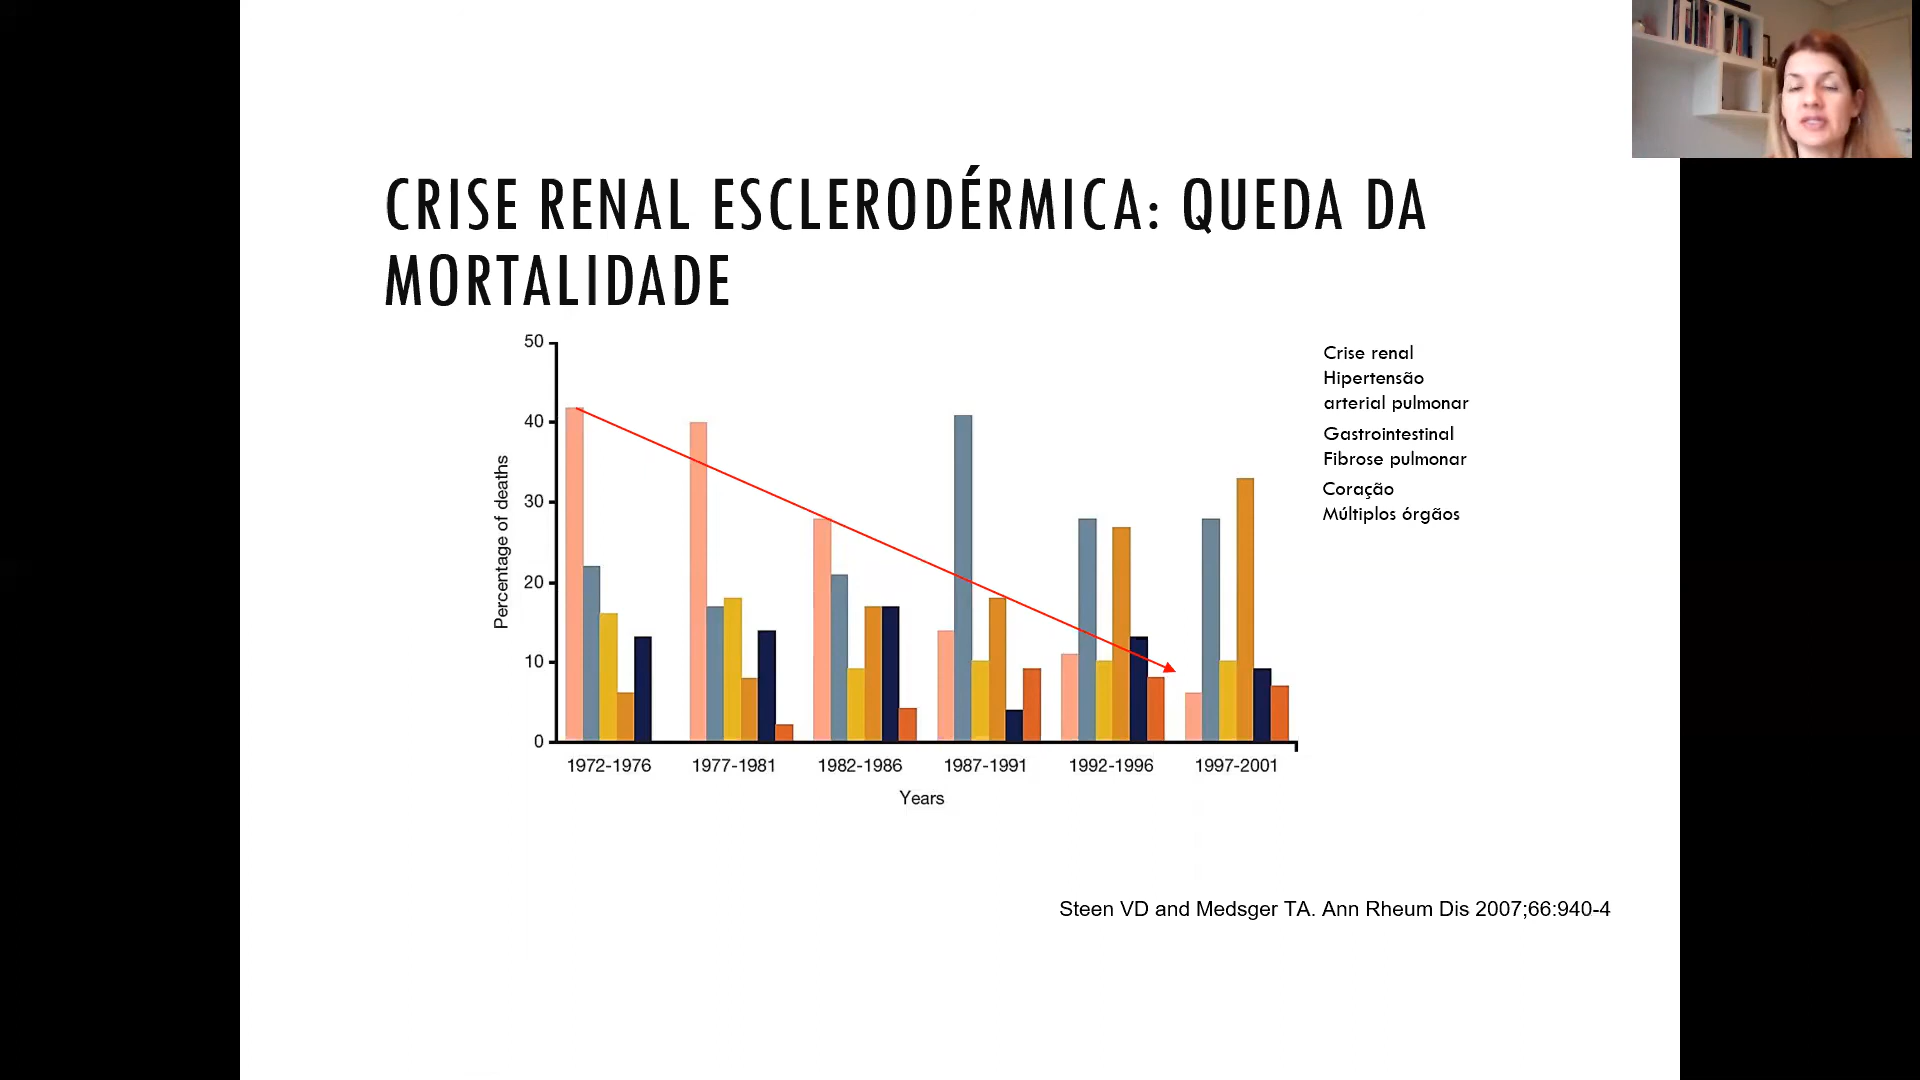 CRISE RENAL ESCLERODÉRMICA: QUEDA DA
MORTALIDADE
50
40
30
20
10
0
Percentage of deaths
1972-1976
1977-1981
1982-1986
1987-1991
1992-1996
1997-2001
Years
Crise renal
Hipertensão
arterial pulmonar
Gastrointestinal
Fibrose pulmonar
Coração
Múltiplos órgãos
Steen VD and Medsger TA. Ann Rheum Dis 2007;66:940-4